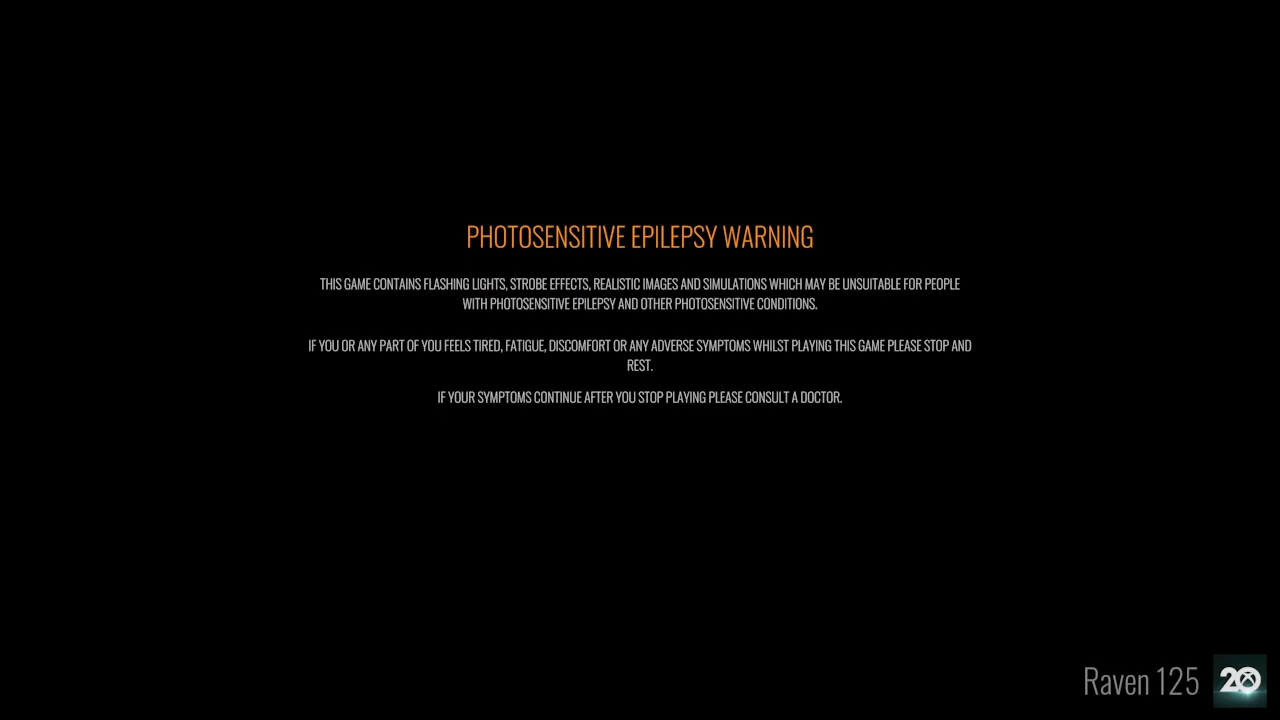 PHOTOSENSITIVE EPILEPSY WARNING
THIS GAME CONTAINS FLASHING LIGHTS, STROBE EFFECTS, REALISTIC IMAGES AND SIMULATIONS WHICH MAY BE UNSUITABLE FOR PEOPLE
WITH PHOTOSENSITIVE EPILEPSY AND OTHER PHOTOSENSITIVE CONDITIONS.
IF YOU OR ANY PART OF YOU FEELS TIRED, FATIGUE, DISCOMFORT OR ANY ADVERSE SYMPTOMS WHILST PLAYING THIS GAME PLEASE STOP AND
REST.
IF YOUR SYMPTOMS CONTINUE AFTER YOU STOP PLAYING PLEASE CONSULT A DOCTOR.
Raven 125
20